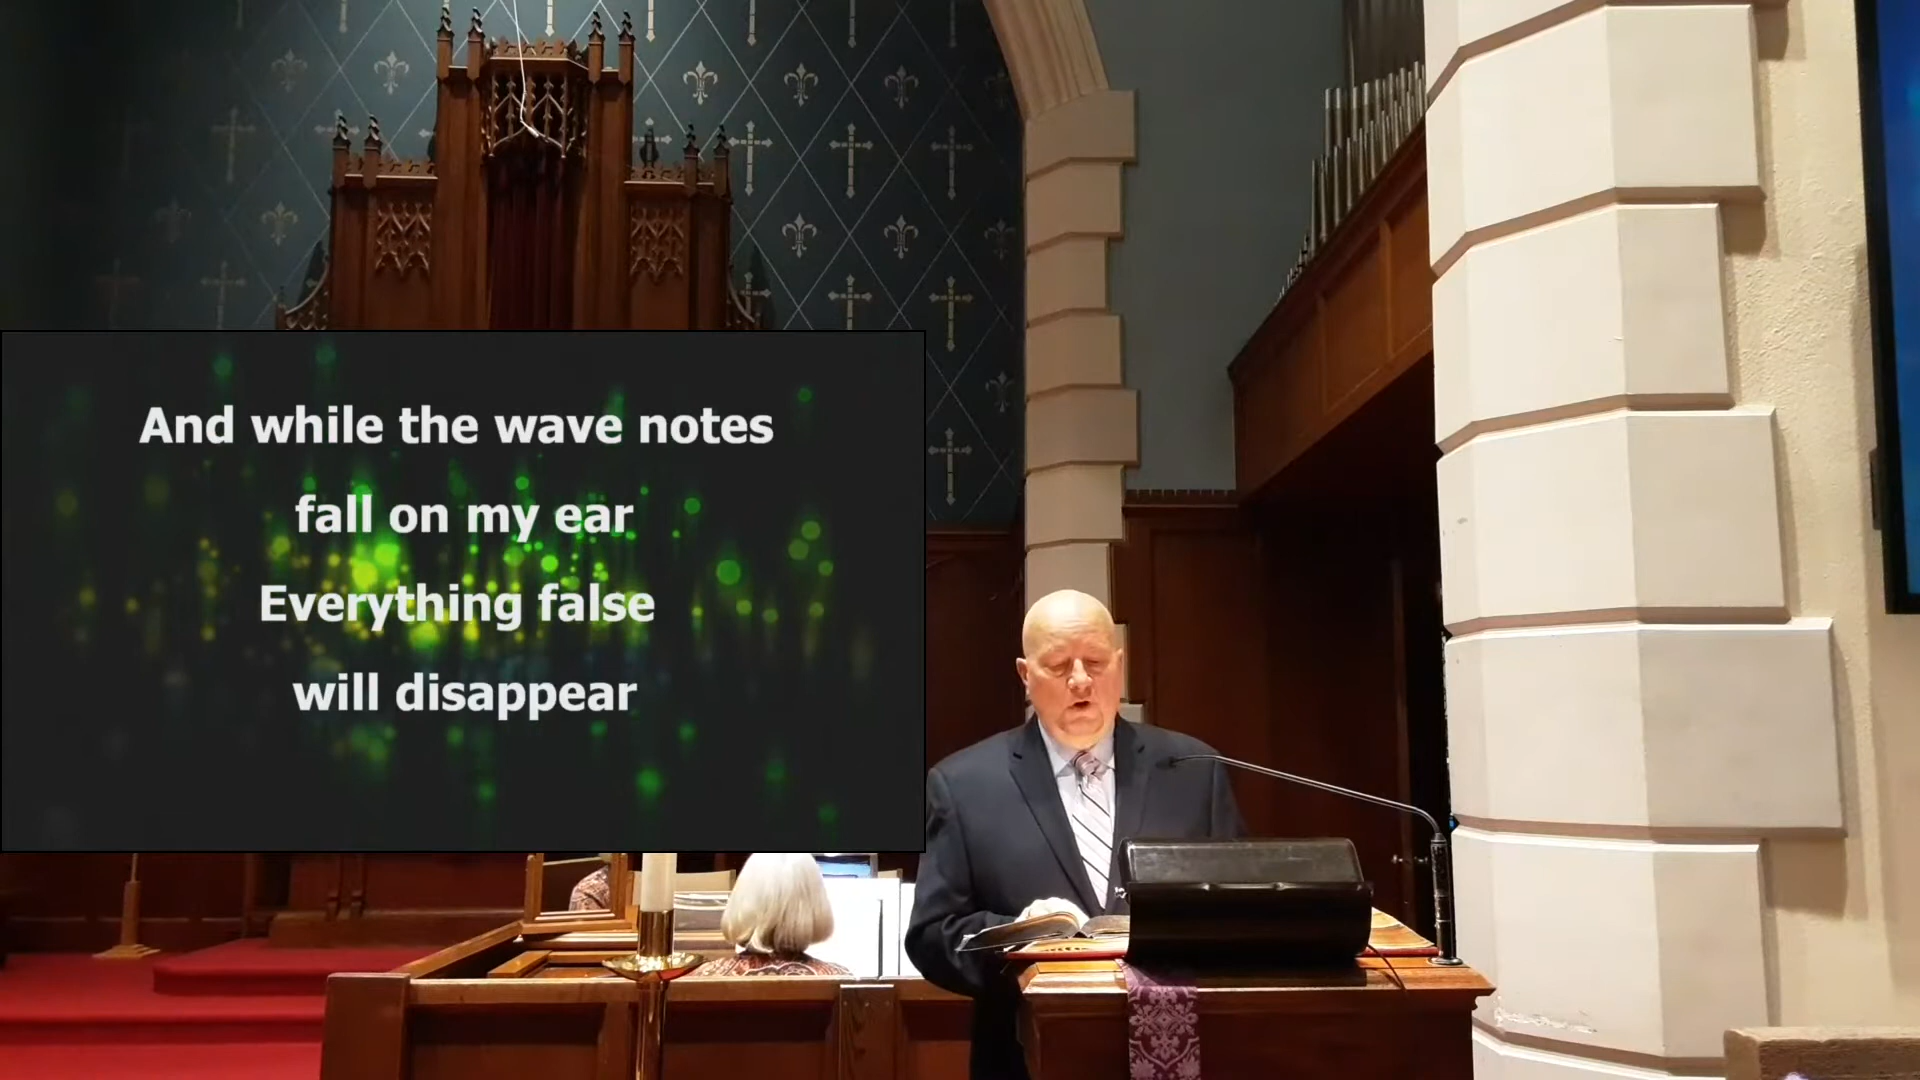 And while the wave notes
fall on my ear
Everything false
will disappear